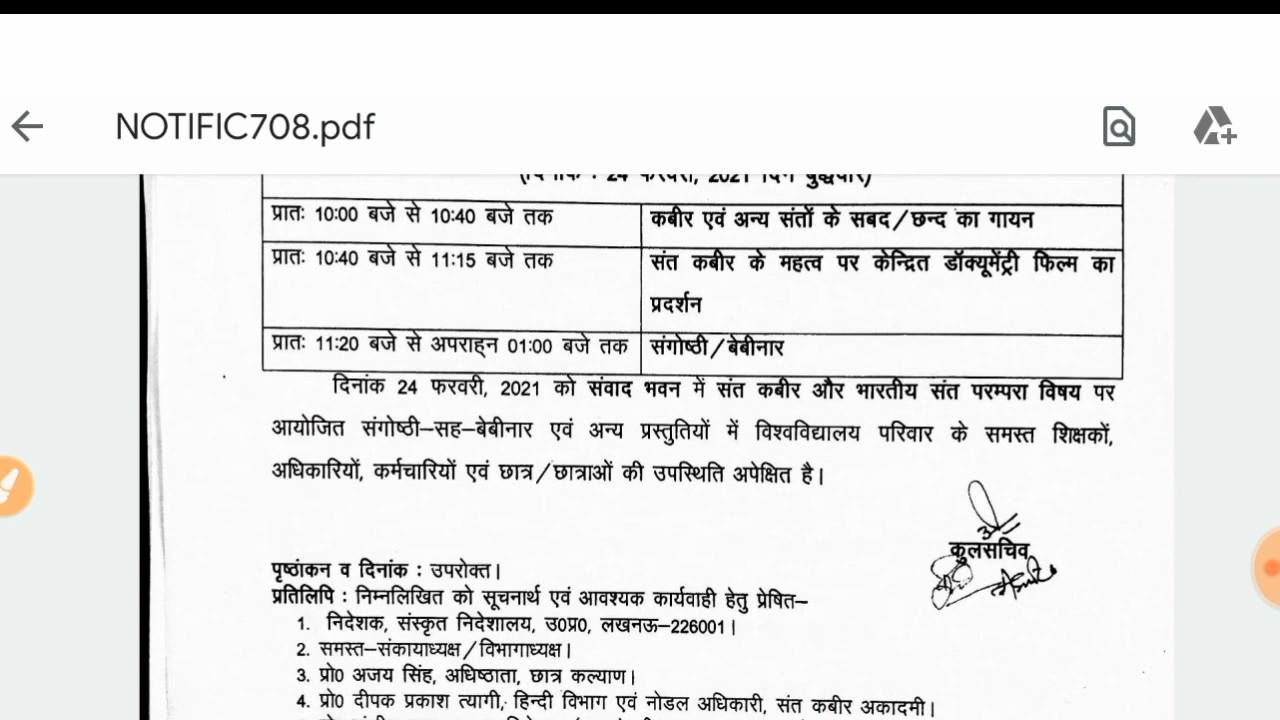 NOTIFIC708.pdf
(दिनांक : 24 फरवरी, 2021 दिन बुद्धवार)
प्रातः 10:00 बजे से 10:40 बजे तक कबीर एवं अन्य संतों के सबद/छन्द का गायन
प्रातः 10:40 बजे से 11:15 बजे तक संत कबीर के महत्व पर केन्द्रित डॉक्यूमेंट्री फिल्म का
प्रदर्शन
प्रातः 11:20 बजे से अपराह्न 01:00 बजे तक संगोष्ठी/बेबीनार
दिनांक 24 फरवरी, 2021 को संवाद भवन में संत कबीर और भारतीय संत परम्परा विषय पर
आयोजित संगोष्ठी–सह–बेबीनार एवं अन्य प्रस्तुतियों में विश्वविद्यालय परिवार के समस्त शिक्षकों,
अधिकारियों, कर्मचारियों एवं छात्र/छात्राओं की उपस्थिति अपेक्षित है।
कुलसचिव
पृष्ठांकन व दिनांक : उपरोक्त।
प्रतिलिपि : निम्नलिखित को सूचनार्थ एवं आवश्यक कार्यवाही हेतु प्रेषित–
1. निदेशक, संस्कृत निदेशालय, उ0प्र0, लखनऊ–226001।
2. समस्त–संकायाध्यक्ष/विभागाध्यक्ष।
3. प्रो0 अजय सिंह, अधिष्ठाता, छात्र कल्याण।
4. प्रो0 दीपक प्रकाश त्यागी, हिन्दी विभाग एवं नोडल अधिकारी, संत कबीर अकादमी।